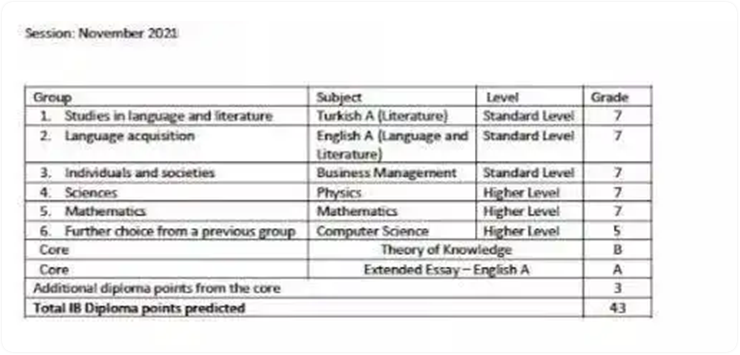 Session: November 2021
Group Subject Level Grade
1. Studies in language and literature Turkish A (Literature) Standard Level 7
2. Language acquisition English A (Language and Literature) Standard Level 7
3. Individuals and societies Business Management Standard Level 7
4. Sciences Physics Higher Level 7
5. Mathematics Mathematics Higher Level 7
6. Further choice from a previous group Computer Science Higher Level 5
Core Theory of Knowledge B
Core Extended Essay – English A A
Additional diploma points from the core 3
Total IB Diploma points predicted 43